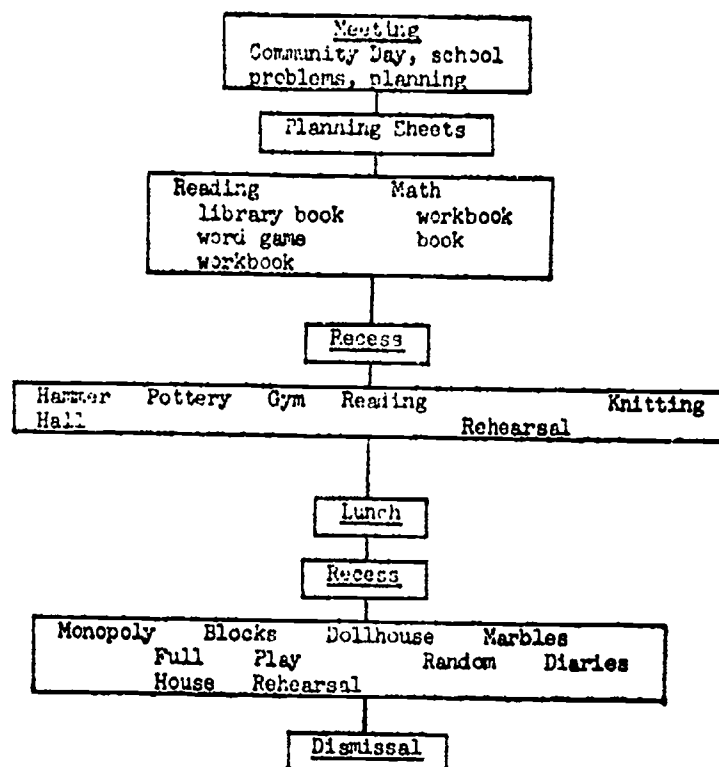 Meeting
Community Day, school
problems, planning
Planning Sheets
Reading Math
library book workbook
word game book
workbook
Recess
Hammer Pottery Gym Reading Knitting
Hall Rehearsal
Lunch
Recess
Monopoly Blocks Dollhouse Marbles
Full Play Random Diaries
House Rehearsal
Dismissal